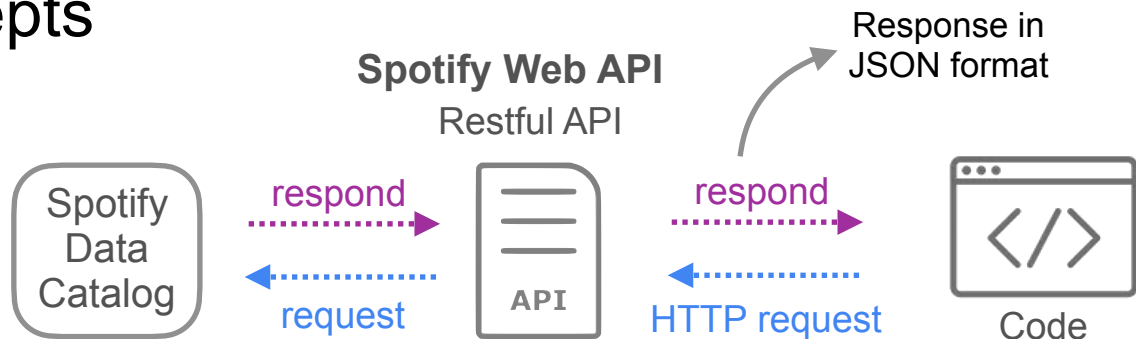 epts
Response in
JSON format
Spotify Web API
Restful API
Spotify
Data
Catalog
respond
request
API
respond
HTTP request
</>
Code